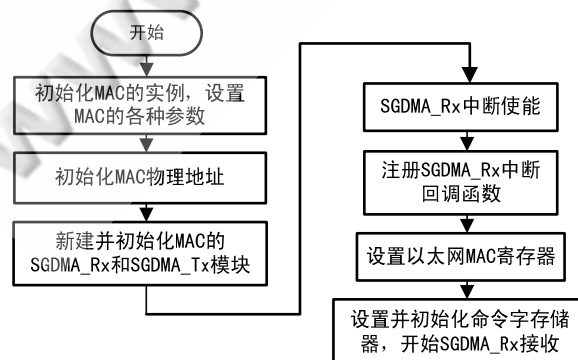 开始
初始化MAC的实例，设置
MAC的各种参数
初始化MAC物理地址
新建并初始化MAC的
SGDMA_Rx和SGDMA_Tx模块
SGDMA_Rx中断使能
注册SGDMA_Rx中断
回调函数
设置以太网MAC寄存器
设置并初始化命令字存储
器，开始SGDMA_Rx接收